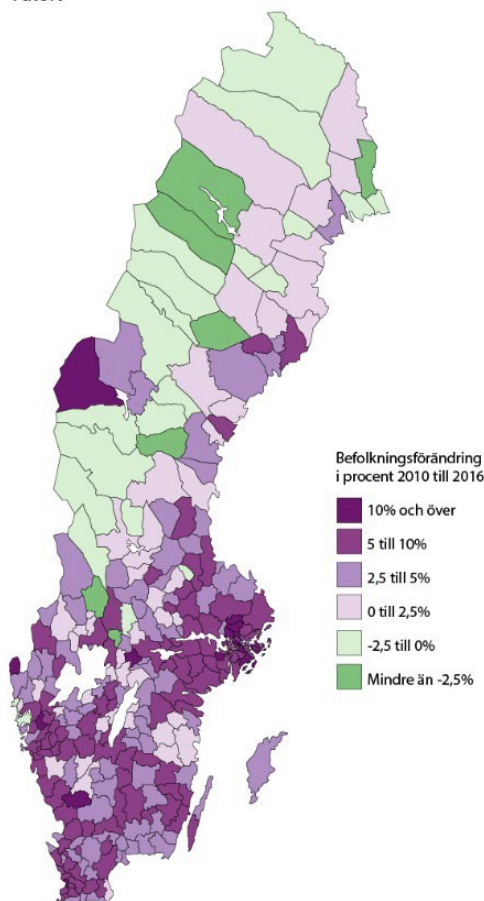 Befolkningsförändring
i procent 2010 till 2016
10% och över
5 till 10%
2,5 till 5%
0 till 2,5%
-2,5 till 0%
Mindre än -2,5%